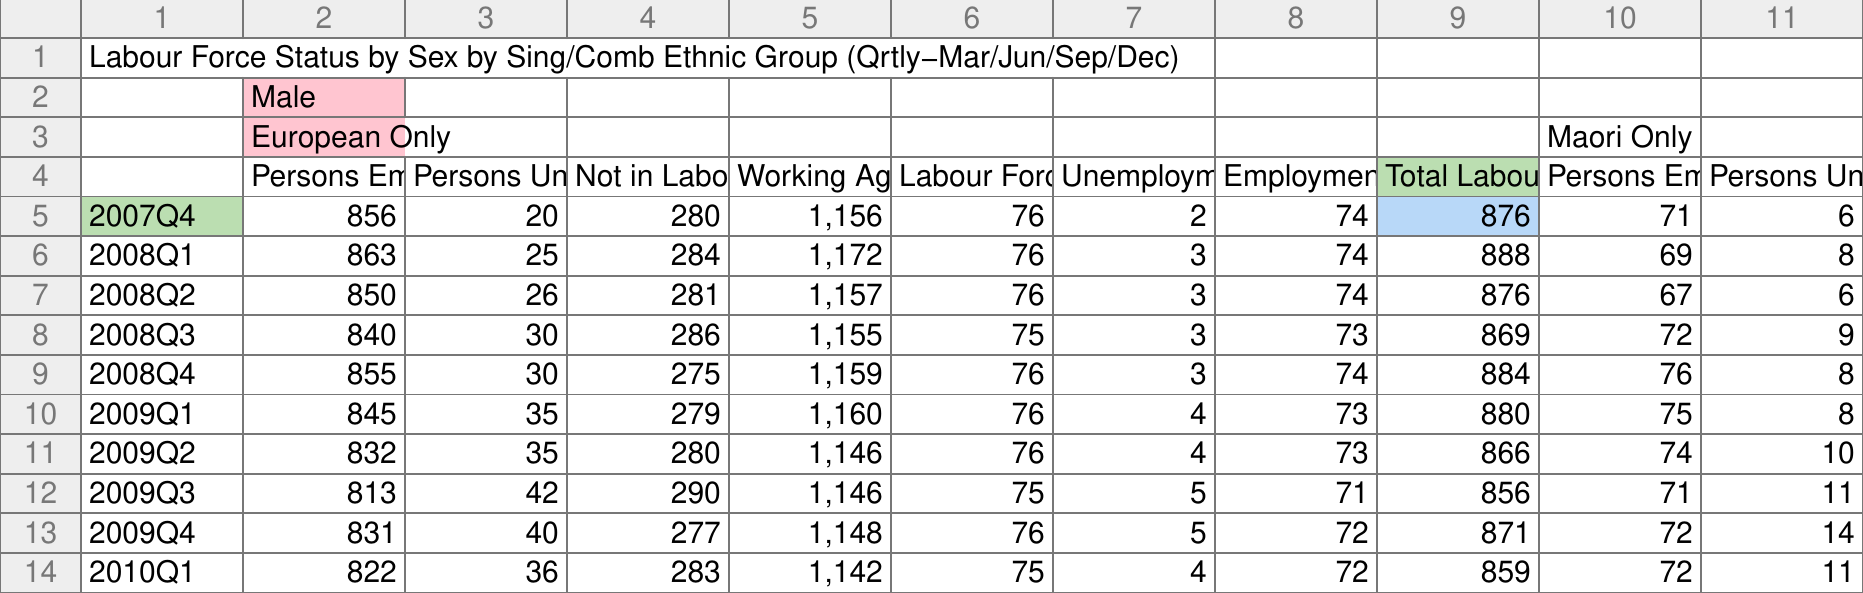 1 2 3 4 5 6 7 8 9 10 11
1 Labour Force Status by Sex by Sing/Comb Ethnic Group (Qrtly−Mar/Jun/Sep/Dec)
2 Male
3 European Only Maori Only
4 Persons Em Persons Un Not in Labo Working Ag Labour Forc Unemploym Employmen Total Labou Persons Em Persons Un
5 2007Q4 856 20 280 1,156 76 2 74 876 71 6
6 2008Q1 863 25 284 1,172 76 3 74 888 69 8
7 2008Q2 850 26 281 1,157 76 3 74 876 67 6
8 2008Q3 840 30 286 1,155 75 3 73 869 72 9
9 2008Q4 855 30 275 1,159 76 3 74 884 76 8
10 2009Q1 845 35 279 1,160 76 4 73 880 75 8
11 2009Q2 832 35 280 1,146 76 4 73 866 74 10
12 2009Q3 813 42 290 1,146 75 5 71 856 71 11
13 2009Q4 831 40 277 1,148 76 5 72 871 72 14
14 2010Q1 822 36 283 1,142 75 4 72 859 72 11